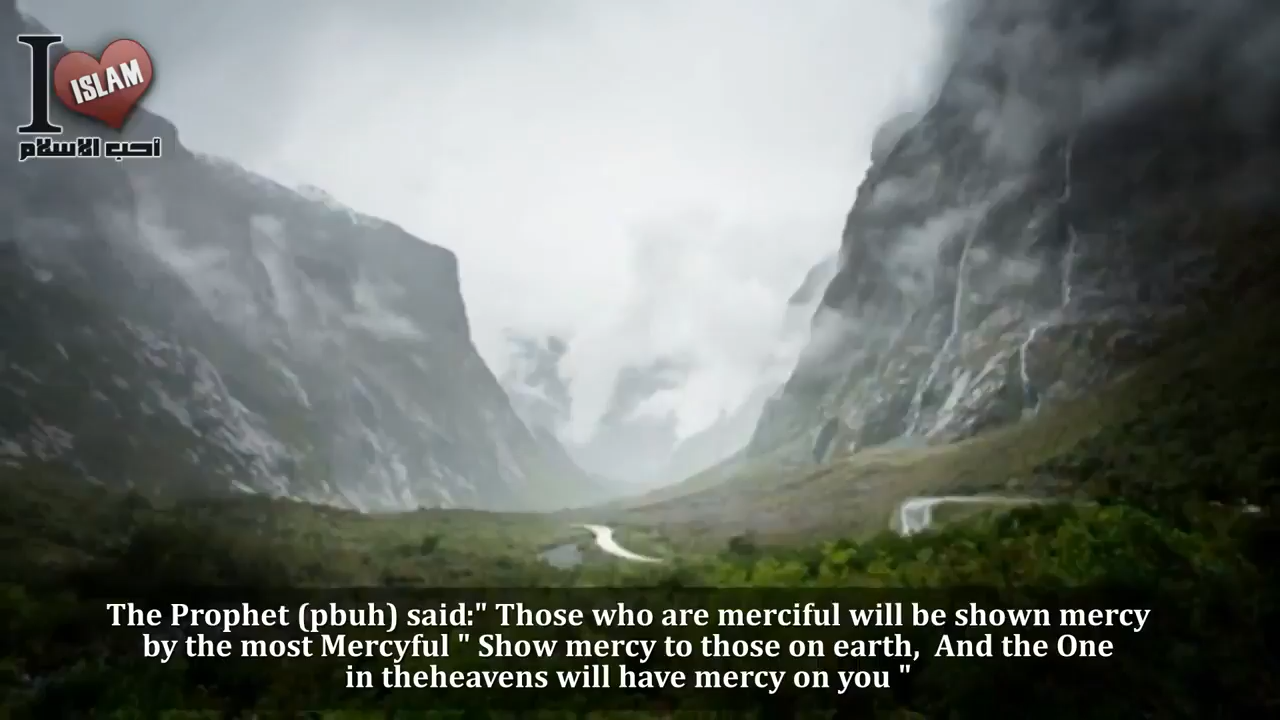 I ISLAM
أحب الاسلام
The Prophet (pbuh) said:" Those who are merciful will be shown mercy
by the most Mercyful " Show mercy to those on earth,  And the One
in theheavens will have mercy on you "